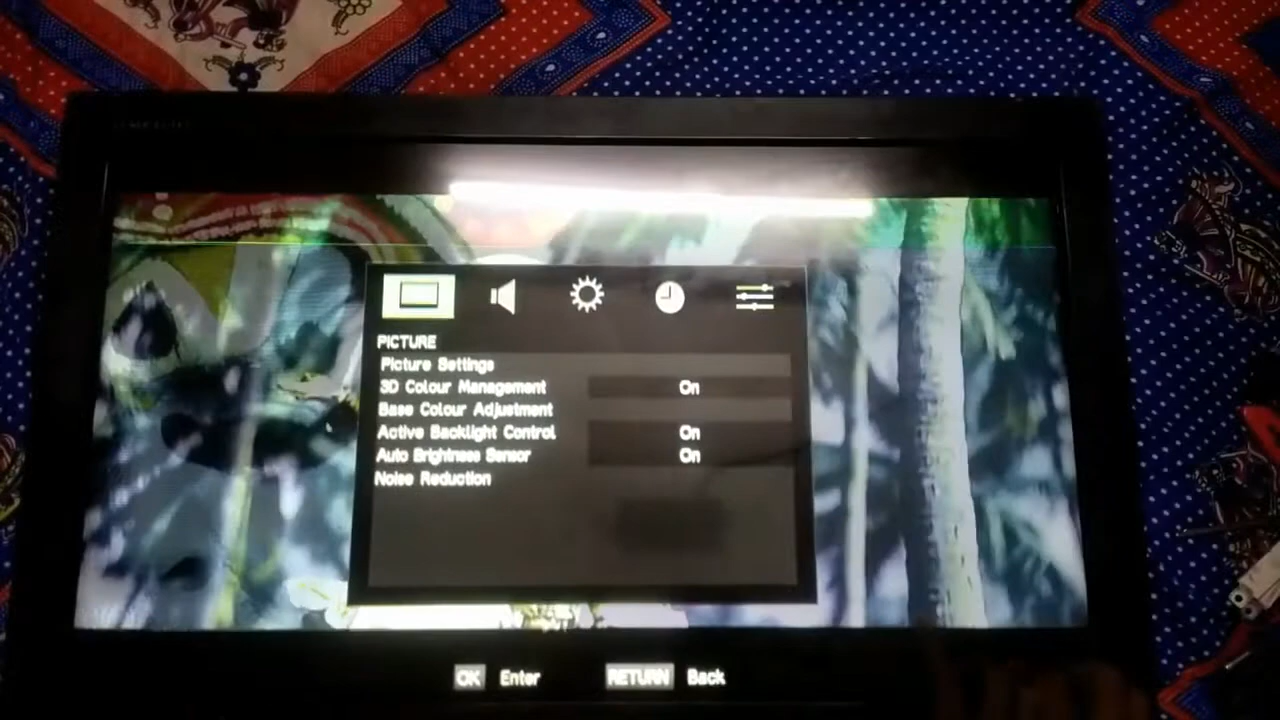 PICTURE
Picture Settings
3D Colour Management On
Base Colour Adjustment
Active Backlight Control On
Auto Brightness Sensor On
Noise Reduction
OK Enter RETURN Back